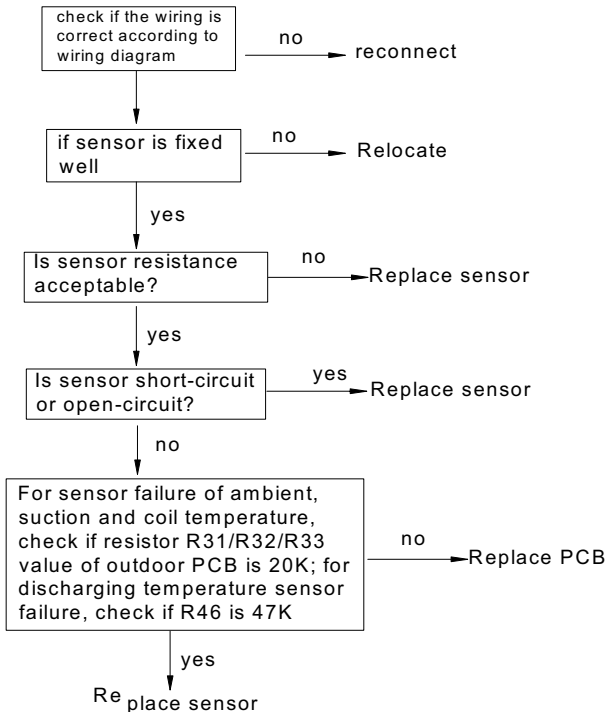 check if the wiring is
correct according to
wiring diagram
no
reconnect
if sensor is fixed
well
no
Relocate
yes
Is sensor resistance
acceptable?
no
Replace sensor
yes
Is sensor short-circuit
or open-circuit?
yes
Replace sensor
no
For sensor failure of ambient,
suction and coil temperature,
check if resistor R31/R32/R33
value of outdoor PCB is 20K; for
discharging temperature sensor
failure, check if R46 is 47K
no
Replace PCB
yes
Re place sensor